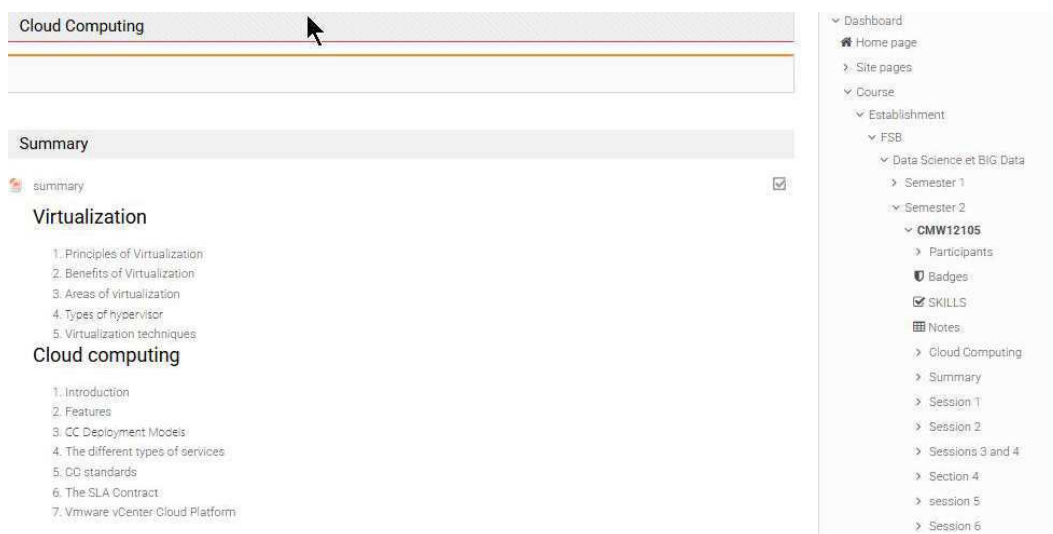 Cloud Computing
Summary
summary
Virtualization
1. Principles of Virtualization
2. Benefits of Virtualization
3. Areas of virtualization
4. Types of hypervisor
5. Virtualization techniques
Cloud computing
1. Introduction
2. Features
3. CC Deployment Models
4. The different types of services
5. CC standards
6. The SLA Contract
7. Vmware vCenter Cloud Platform
Dashboard
Home page
Site pages
Course
Establishment
FSB
Data Science et BIG Data
Semester 1
Semester 2
CMW12105
Participants
Badges
SKILLS
Notes
Cloud Computing
Summary
Session 1
Session 2
Sessions 3 and 4
Section 4
session 5
Session 6